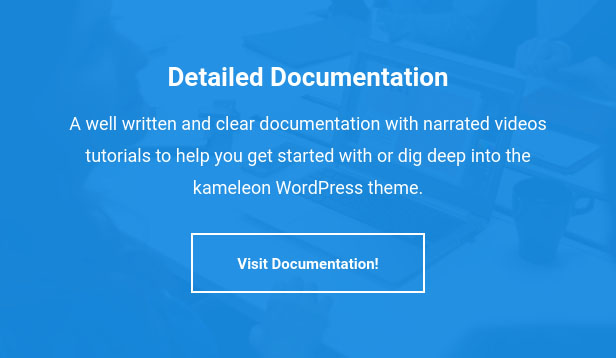 Detailed Documentation
A well written and clear documentation with narrated videos
tutorials to help you get started with or dig deep into the
kameleon WordPress theme.
Visit Documentation!